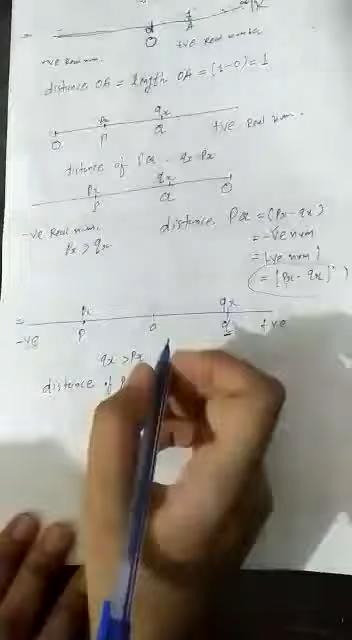 O A
-ve Real num. +ve Real number
distance OA = length OA = (1-0) = 1
Px qx
O P Q +ve Real num.
distance of PQ = qx-Px
Px qx
P Q O
-ve Real num. distance PQ = (Px-qx)
Px > qx = -ve num
= |-ve num|
= |Px - qx|
= Px qx
-ve P O Q +ve
qx > Px
distance of P